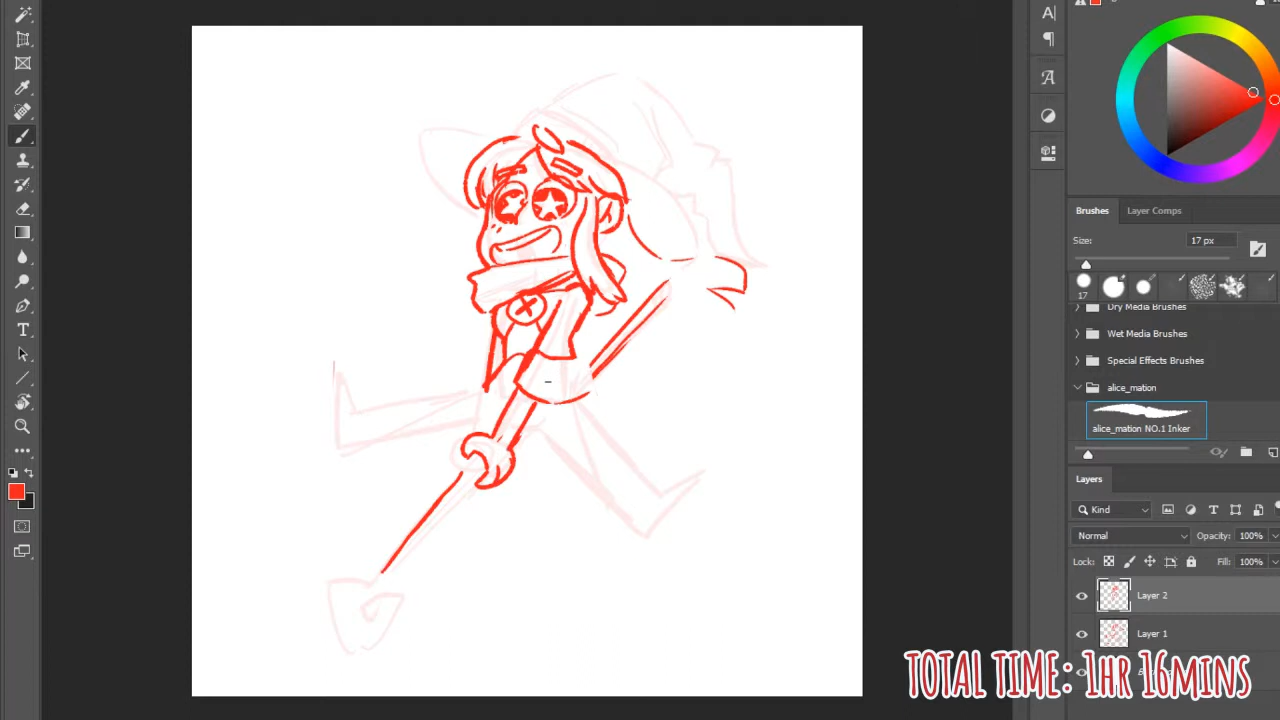 Brushes Layer Comps
Size: 17 px
17
Dry Media Brushes
Wet Media Brushes
Special Effects Brushes
alice_mation
alice_mation NO.1 Inker
Layers
Kind
Normal Opacity: 100%
Lock: Fill: 100%
Layer 2
Layer 1
TOTAL TIME: 1HR 16MINS